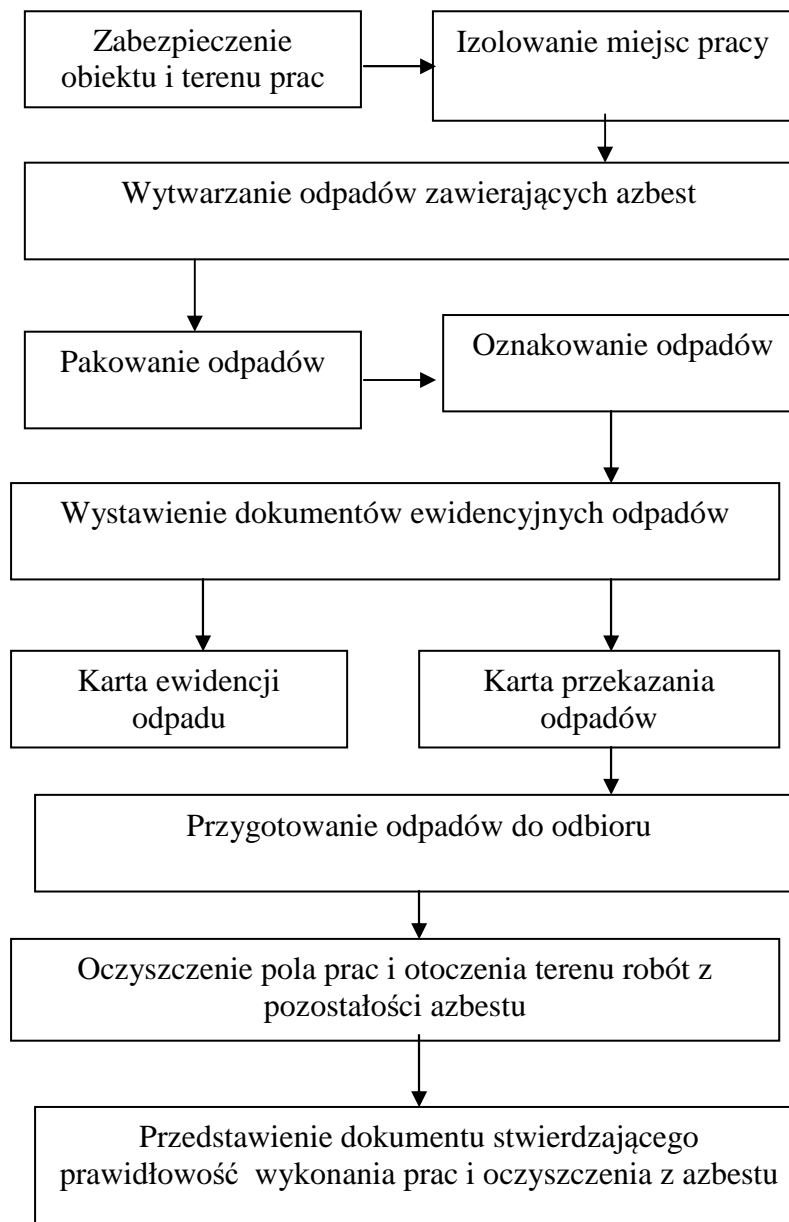 Zabezpieczenie
obiektu i terenu prac
Izolowanie miejsc pracy
Wytwarzanie odpadów zawierających azbest
Pakowanie odpadów
Oznakowanie odpadów
Wystawienie dokumentów ewidencyjnych odpadów
Karta ewidencji
odpadu
Karta przekazania
odpadów
Przygotowanie odpadów do odbioru
Oczyszczenie pola prac i otoczenia terenu robót z
pozostałości azbestu
Przedstawienie dokumentu stwierdzającego
prawidłowość wykonania prac i oczyszczenia z azbestu